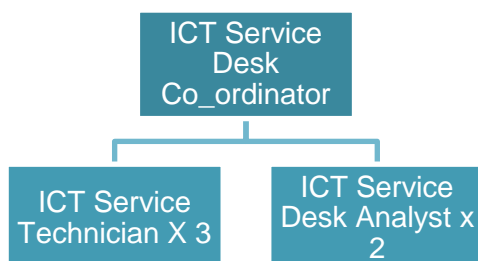 ICT Service
Desk
Co_ordinator
ICT Service
Technician X 3
ICT Service
Desk Analyst x
2